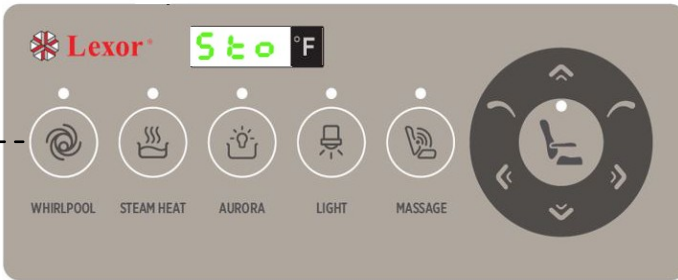 Lexor®
Sto °F
WHIRLPOOL
STEAM HEAT
AURORA
LIGHT
MASSAGE